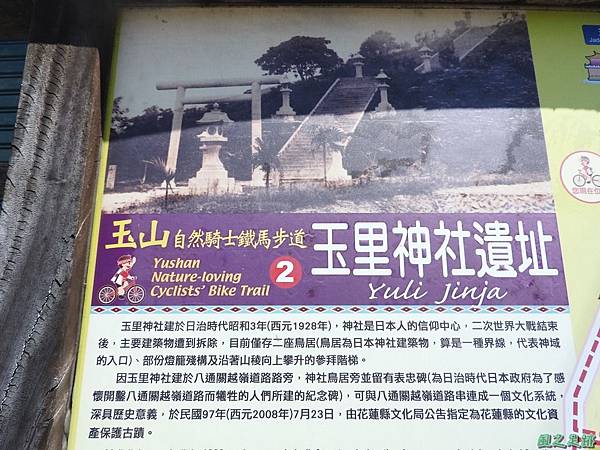 玉山 自然騎士鐵馬步道
Yushan
Nature-loving
Cyclists' Bike Trail
2
玉里神社遺址
Yuli Jinja
玉里神社建於日治時代昭和3年(西元1928年)，神社是日本人的信仰中心，二次世界大戰結束
後，主要建築物遭到拆除，目前僅存二座鳥居(鳥居為日本神社建築物，算是一種界線，代表神域
的入口)、部份燈籠殘構及沿著山稜向上攀升的參拜階梯。
因玉里神社建於八通關越嶺道路路旁，神社鳥居旁並留有表忠碑(為日治時代日本政府為了感
懷開鑿八通關越嶺道路而犧牲的人們所建的紀念碑)，可與八通關越嶺道路串連成一個文化系統，
深具歷史意義，於民國97年(西元2008年)7月23日，由花蓮縣文化局公告指定為花蓮縣的文化資
產保護古蹟。
您現在位